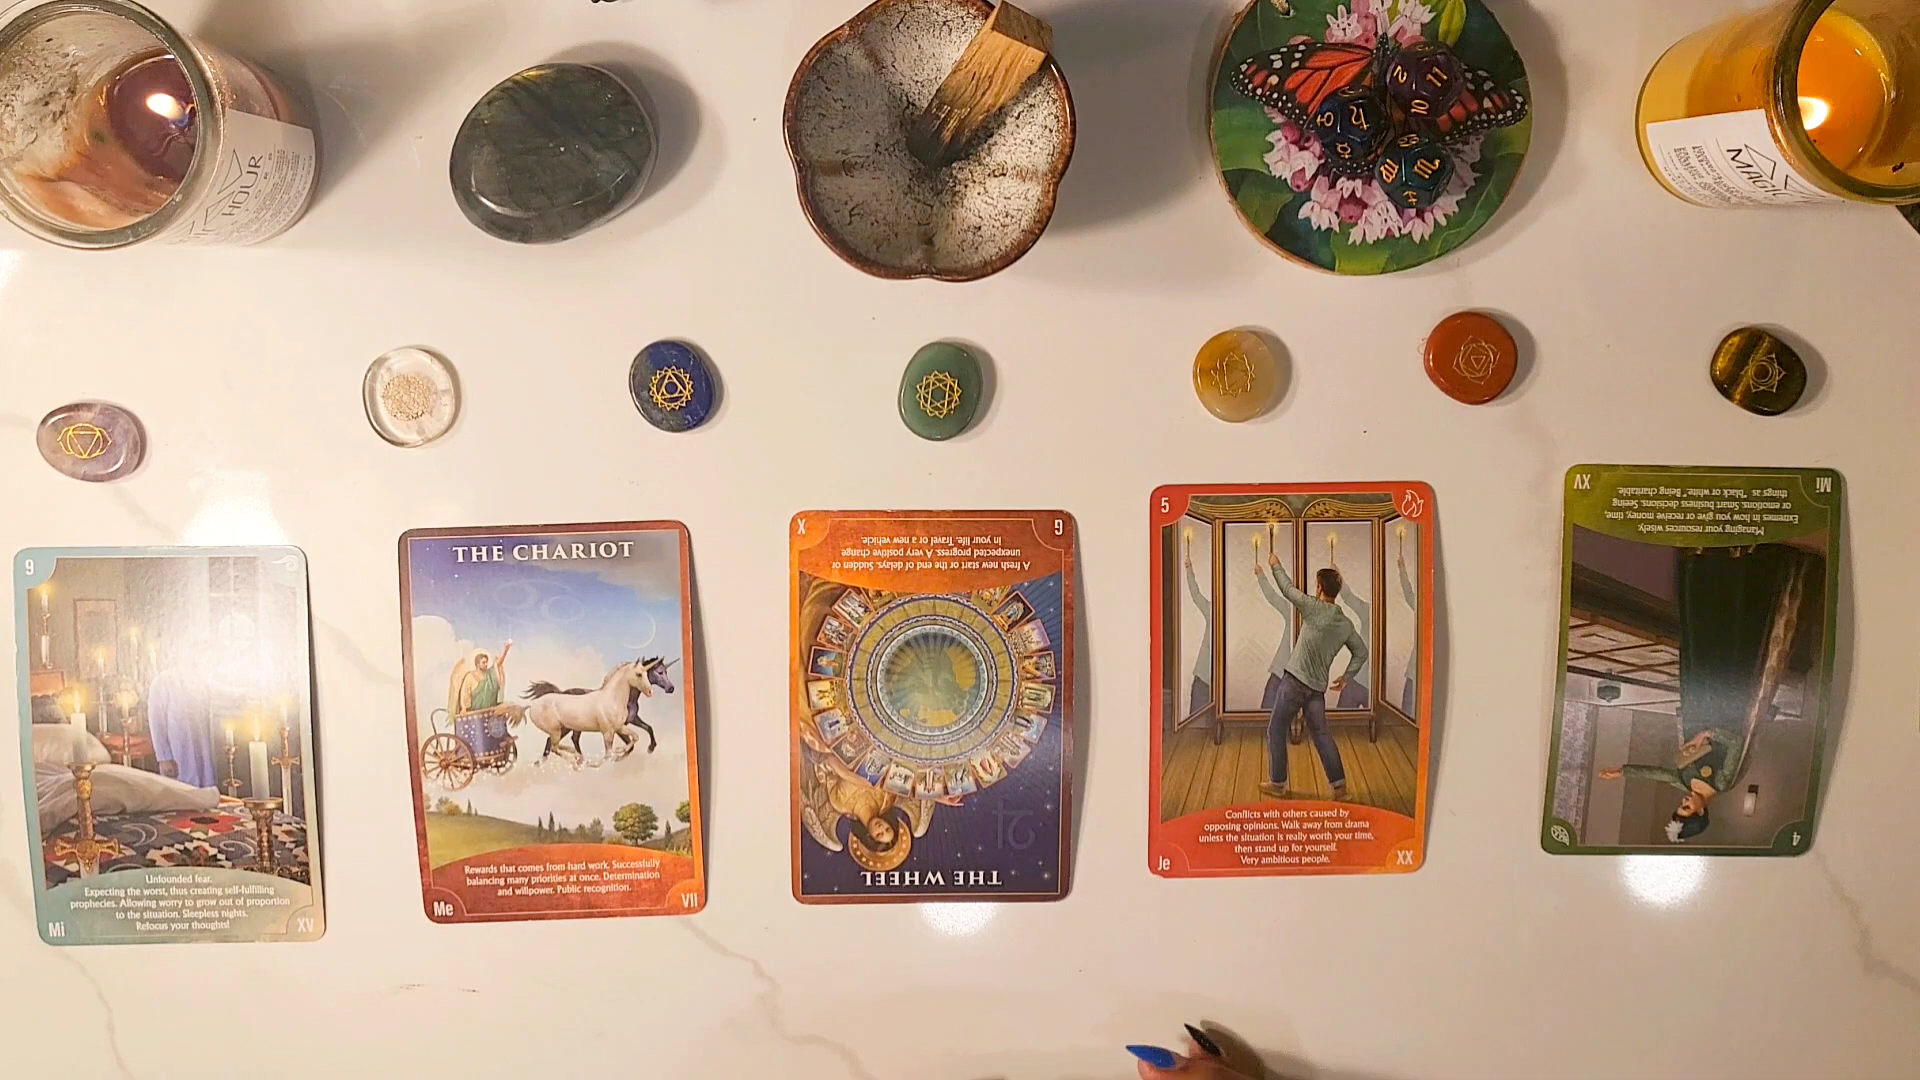 HOUR
MAGIC
11
2
10
9
Unfounded fear.
Expecting the worst, thus creating self-fulfilling
prophecies. Allowing worry to grow out of proportion
to the situation. Sleepless nights.
Refocus your thoughts!
Mi
XV
THE CHARIOT
Rewards that comes from hard work. Successfully
balancing many priorities at once. Determination
and willpower. Public recognition.
Me
VII
THE WHEEL
A fresh new start or the end of delays. Sudden or
unexpected progress. A very positive change
in your life. Travel or a new vehicle.
G
X
5
Conflicts with others caused by
opposing opinions. Walk away from drama
unless the situation is really worth your time,
then stand up for yourself.
Very ambitious people.
Je
XX
4
Managing your resources wisely.
Extremes in how you give or receive money, time,
or emotions. Smart business decisions. Seeing
things as "black or white." Being charitable.
Mi
XV